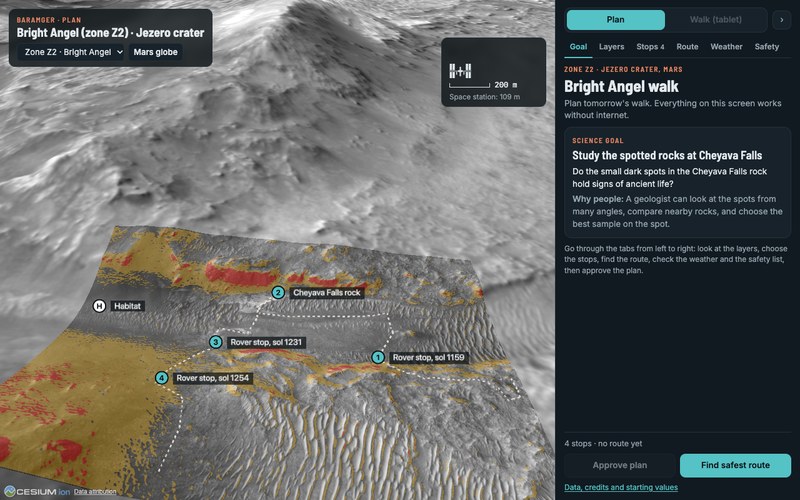 BARAMGER · PLAN
Bright Angel (zone Z2) · Jezero crater
Zone Z2 · Bright Angel
Mars globe
200 m
Space station: 109 m
2
Cheyava Falls rock
H
Habitat
3
Rover stop, sol 1231
1
Rover stop, sol 1159
4
Rover stop, sol 1254
CESIUM ion Data attribution
Plan
Walk (tablet)
›
Goal
Layers
Stops 4
Route
Weather
Safety
ZONE Z2 · JEZERO CRATER, MARS
Bright Angel walk
Plan tomorrow's walk. Everything on this screen works
without internet.
SCIENCE GOAL
Study the spotted rocks at Cheyava Falls
Do the small dark spots in the Cheyava Falls rock
hold signs of ancient life?
Why people: A geologist can look at the spots from
many angles, compare nearby rocks, and choose the
best sample on the spot.
Go through the tabs from left to right: look at the layers, choose
the stops, find the route, check the weather and the safety list,
then approve the plan.
4 stops · no route yet
Approve plan
Find safest route
Data, credits and starting values